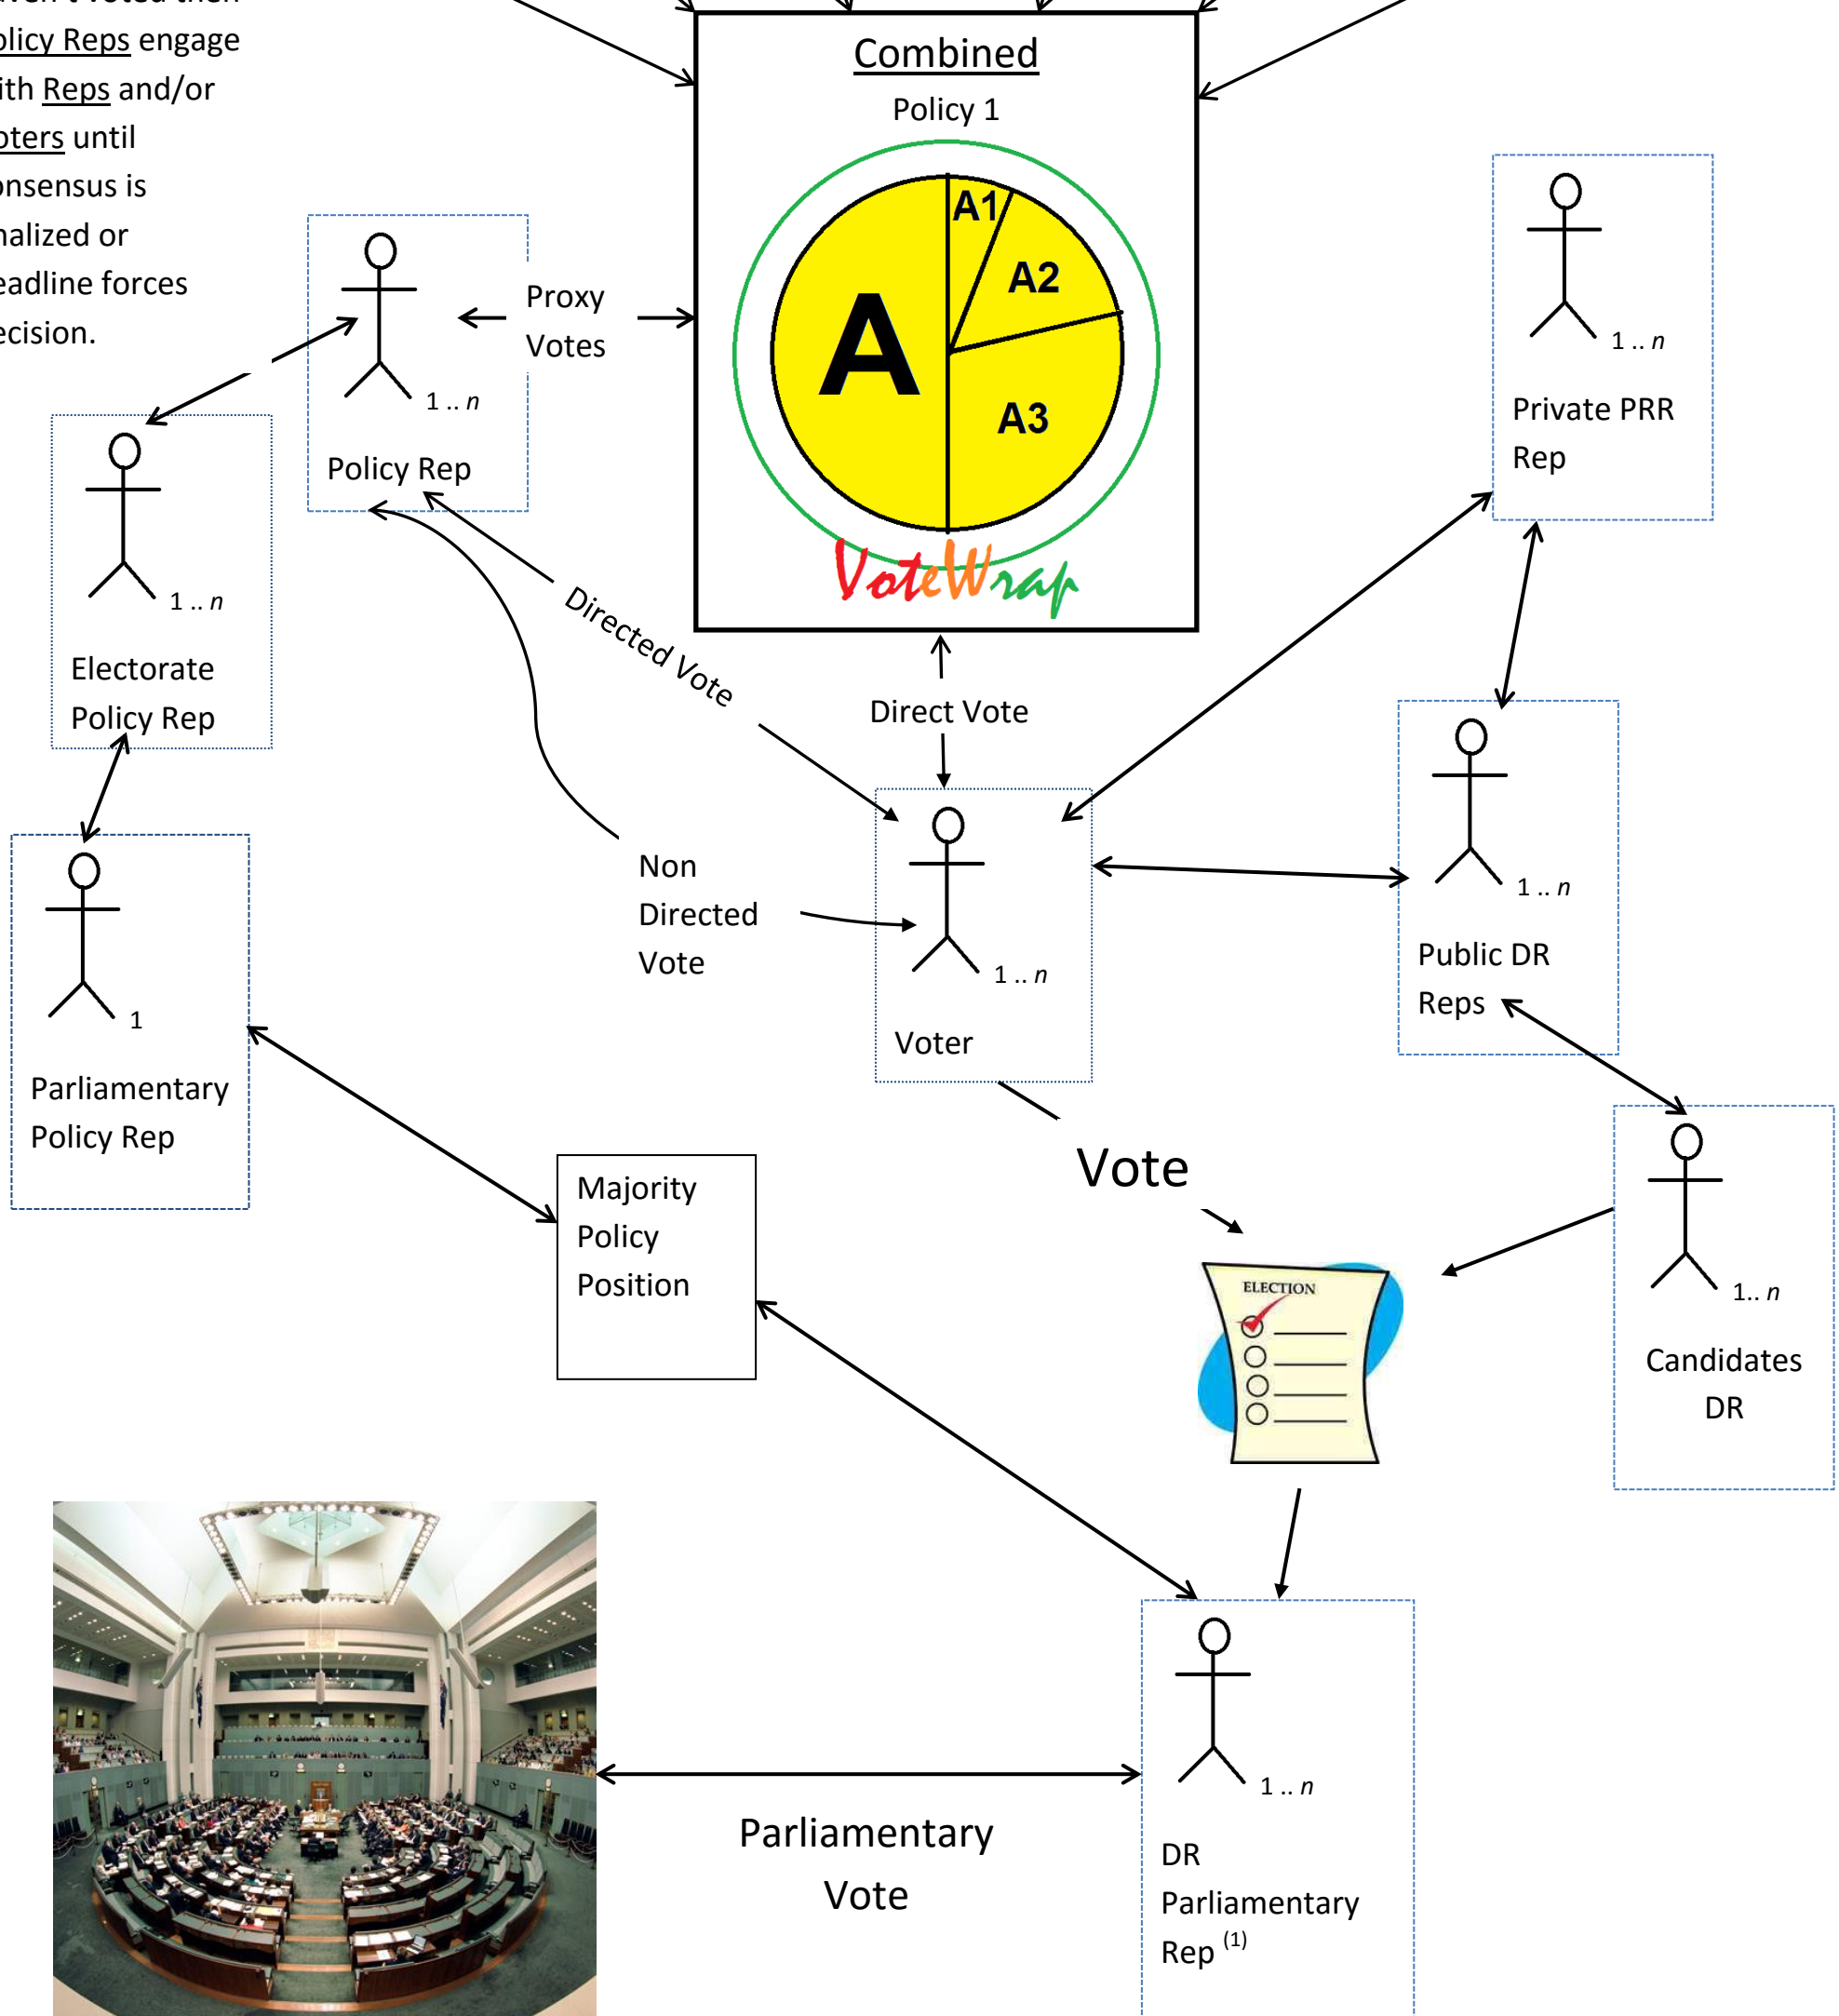 aven't voted then
olicy Reps engage
ith Reps and/or
oters until
onsensus is
nalized or
eadline forces
ecision.
Combined
Policy 1
A
A1
A2
A3
VoteWrap
Proxy
Votes
1 .. n
Policy Rep
1 .. n
Electorate
Policy Rep
1 .. n
Private PRR
Rep
Directed Vote
Direct Vote
Non
Directed
Vote
1 .. n
Voter
1 .. n
Public DR
Reps
1
Parliamentary
Policy Rep
Majority
Policy
Position
Vote
ELECTION
1.. n
Candidates
DR
Parliamentary
Vote
1 .. n
DR
Parliamentary
Rep (1)